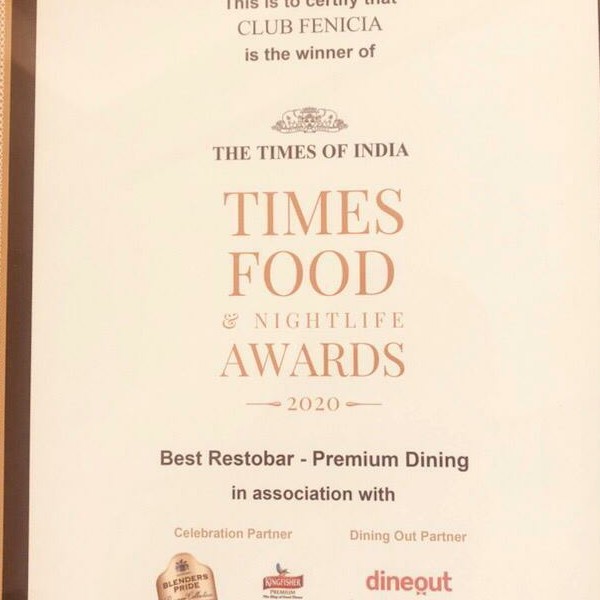 This is to certify that
CLUB FENICIA
is the winner of
THE TIMES OF INDIA
TIMES
FOOD
& NIGHTLIFE
AWARDS
2020
Best Restobar - Premium Dining
in association with
Celebration Partner Dining Out Partner
BLENDERS PRIDE KINGFISHER PREMIUM dineout